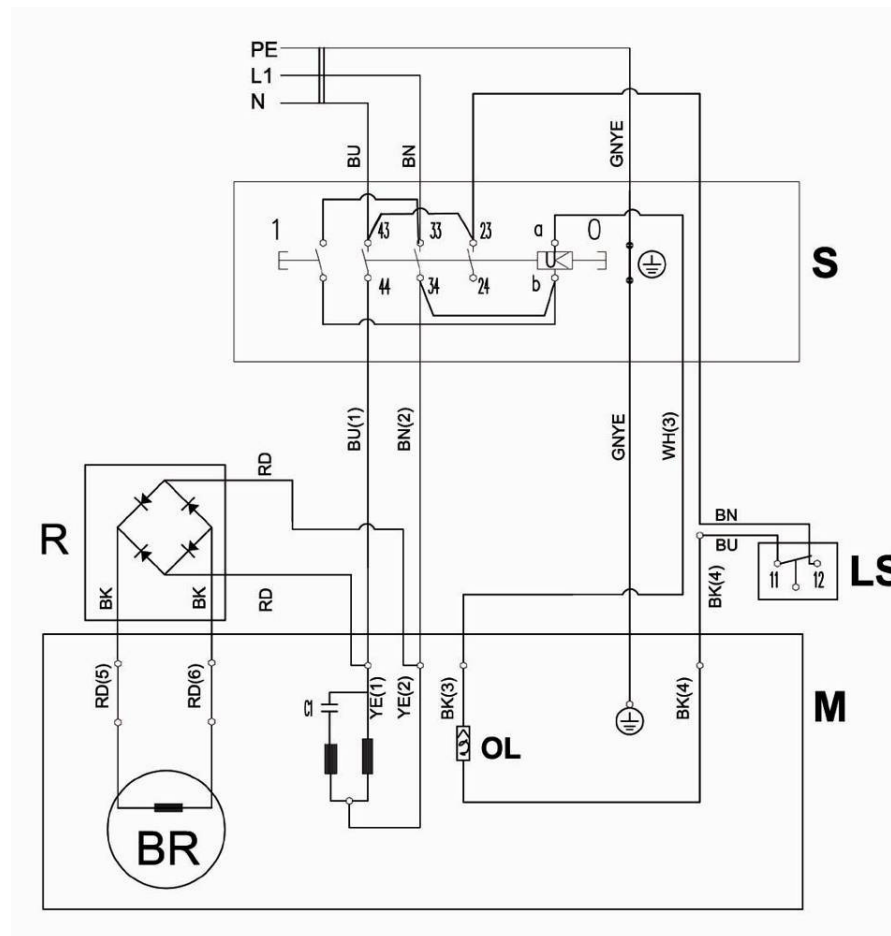 PE
L1
N
BU
BN
GNYE
1
43
33
23
a
0
U<
S
44
34
24
b
BU(1)
BN(2)
GNYE
WH(3)
RD
R
BN
BU
11
12
LS
BK
BK
RD
BK(4)
RD(5)
RD(6)
YE(1)
YE(2)
BK(3)
BK(4)
M
OL
BR